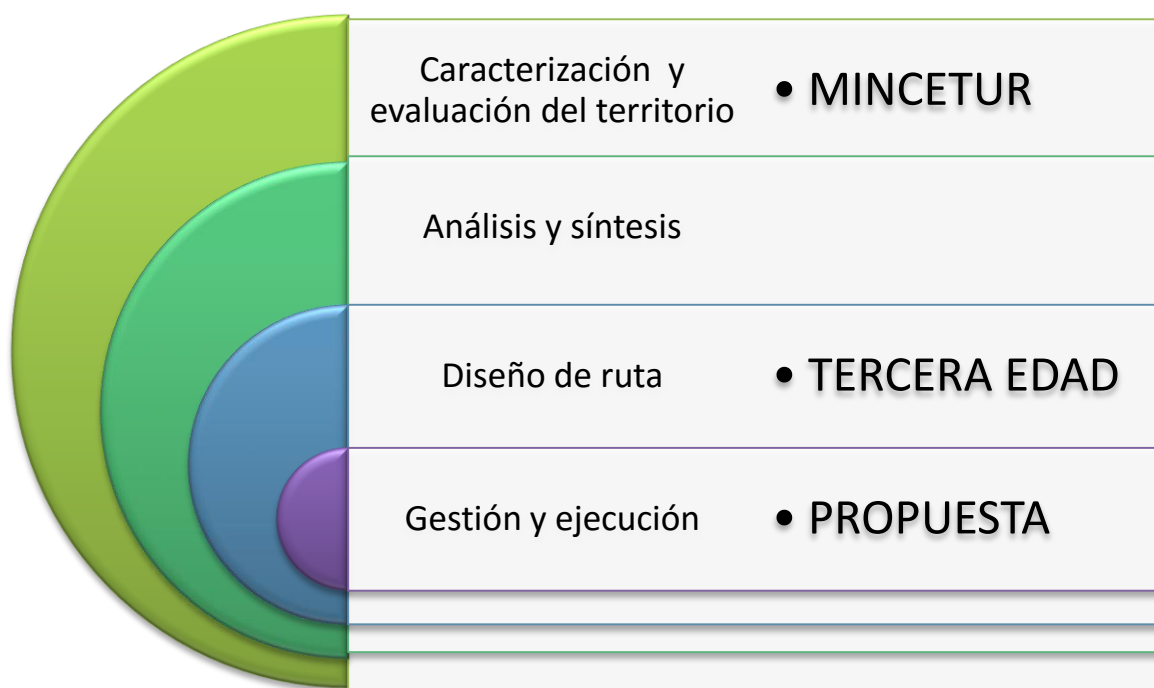 Caracterización y
evaluación del territorio
• MINCETUR
Análisis y síntesis
Diseño de ruta
• TERCERA EDAD
Gestión y ejecución
• PROPUESTA